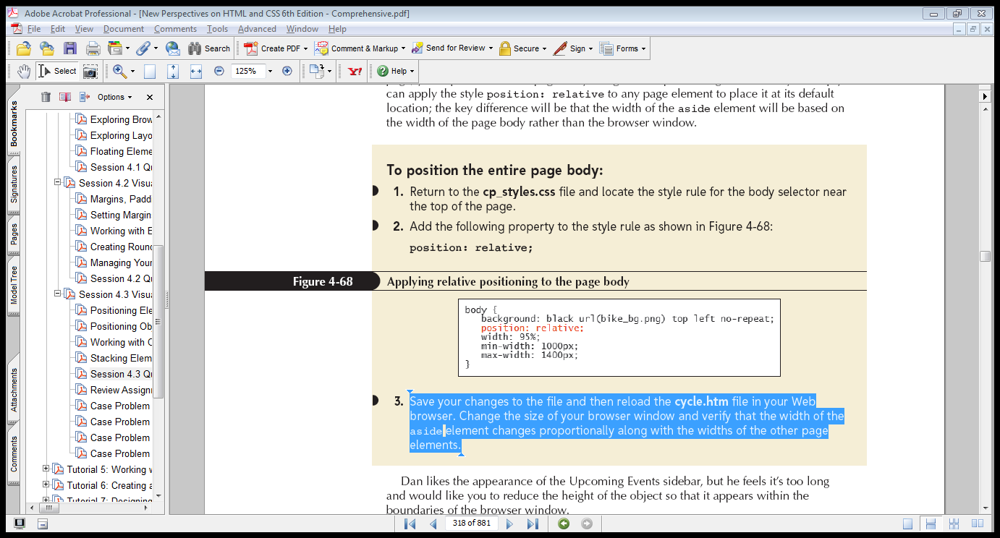 Adobe Acrobat Professional - [New Perspectives on HTML and CSS 6th Edition - Comprehensive.pdf]
File Edit View Document Comments Tools Advanced Window Help
Search Create PDF Comment & Markup Send for Review Secure Sign Forms
Select 125% Y! Help
Bookmarks
Signatures
Pages
Model Tree
Attachments
Comments
Options
Exploring Brow
Exploring Layo
Floating Eleme
Session 4.1 Qu
Session 4.2 Visua
Margins, Padd
Setting Margin
Working with E
Creating Round
Managing Your
Session 4.2 Qu
Session 4.3 Visua
Positioning Ele
Positioning Ob
Working with O
Stacking Elem
Session 4.3 Qu
Review Assign
Case Problem
Case Problem
Case Problem
Case Problem
Tutorial 5: Working w
Tutorial 6: Creating a
Tutorial 7: Designing
can apply the style position: relative to any page element to place it at its default
location; the key difference will be that the width of the aside element will be based on
the width of the page body rather than the browser window.
To position the entire page body:
1. Return to the cp_styles.css file and locate the style rule for the body selector near
the top of the page.
2. Add the following property to the style rule as shown in Figure 4-68:
position: relative;
Figure 4-68 Applying relative positioning to the page body
body {
background: black url(bike_bg.png) top left no-repeat;
position: relative;
width: 95%;
min-width: 1000px;
max-width: 1400px;
}
3. Save your changes to the file and then reload the cycle.htm file in your Web
browser. Change the size of your browser window and verify that the width of the
aside element changes proportionally along with the widths of the other page
elements.
Dan likes the appearance of the Upcoming Events sidebar, but he feels it's too long
and would like you to reduce the height of the object so that it appears within the
boundaries of the browser window.
318 of 881